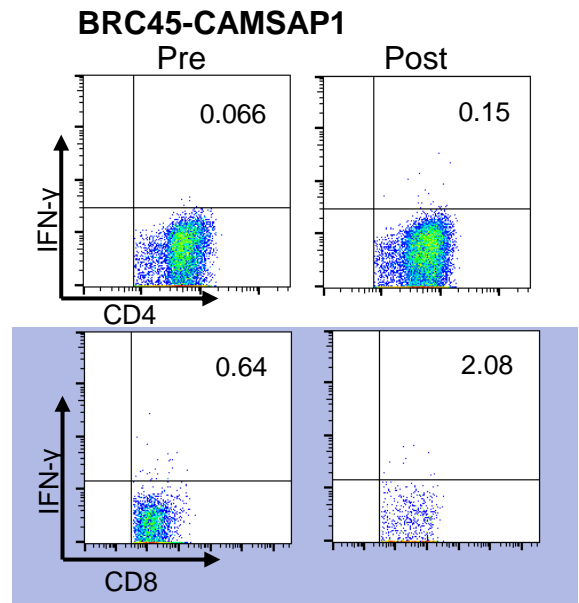 BRC45-CAMSAP1
Pre Post
0.066 0.15
IFN-γ
CD4
0.64 2.08
IFN-γ
CD8